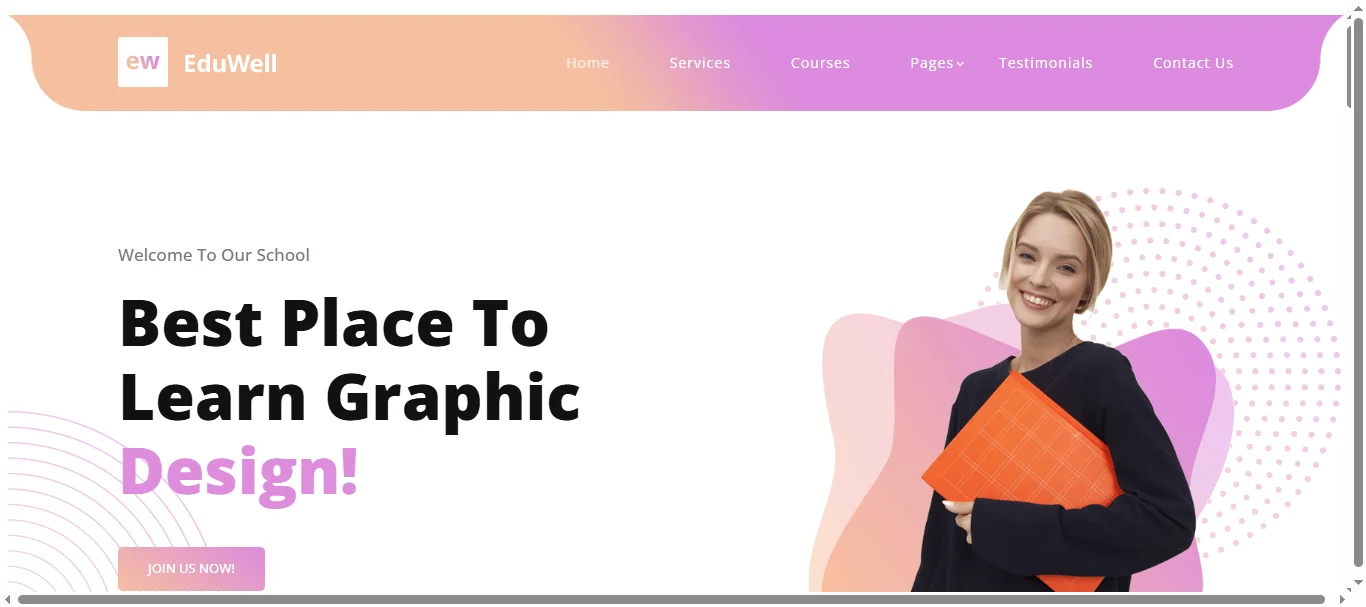 ew EduWell Home Services Courses Pages Testimonials Contact Us
Welcome To Our School
Best Place To
Learn Graphic
Design!
JOIN US NOW!